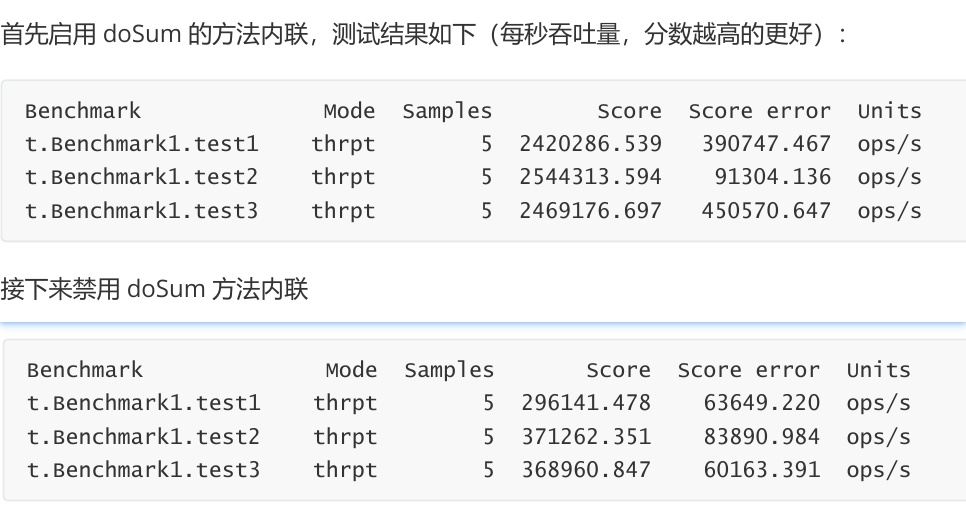 首先启用 doSum 的方法内联，测试结果如下（每秒吞吐量，分数越高的更好）：
Benchmark Mode Samples Score Score error Units
t.Benchmark1.test1 thrpt 5 2420286.539 390747.467 ops/s
t.Benchmark1.test2 thrpt 5 2544313.594 91304.136 ops/s
t.Benchmark1.test3 thrpt 5 2469176.697 450570.647 ops/s
接下来禁用 doSum 方法内联
Benchmark Mode Samples Score Score error Units
t.Benchmark1.test1 thrpt 5 296141.478 63649.220 ops/s
t.Benchmark1.test2 thrpt 5 371262.351 83890.984 ops/s
t.Benchmark1.test3 thrpt 5 368960.847 60163.391 ops/s